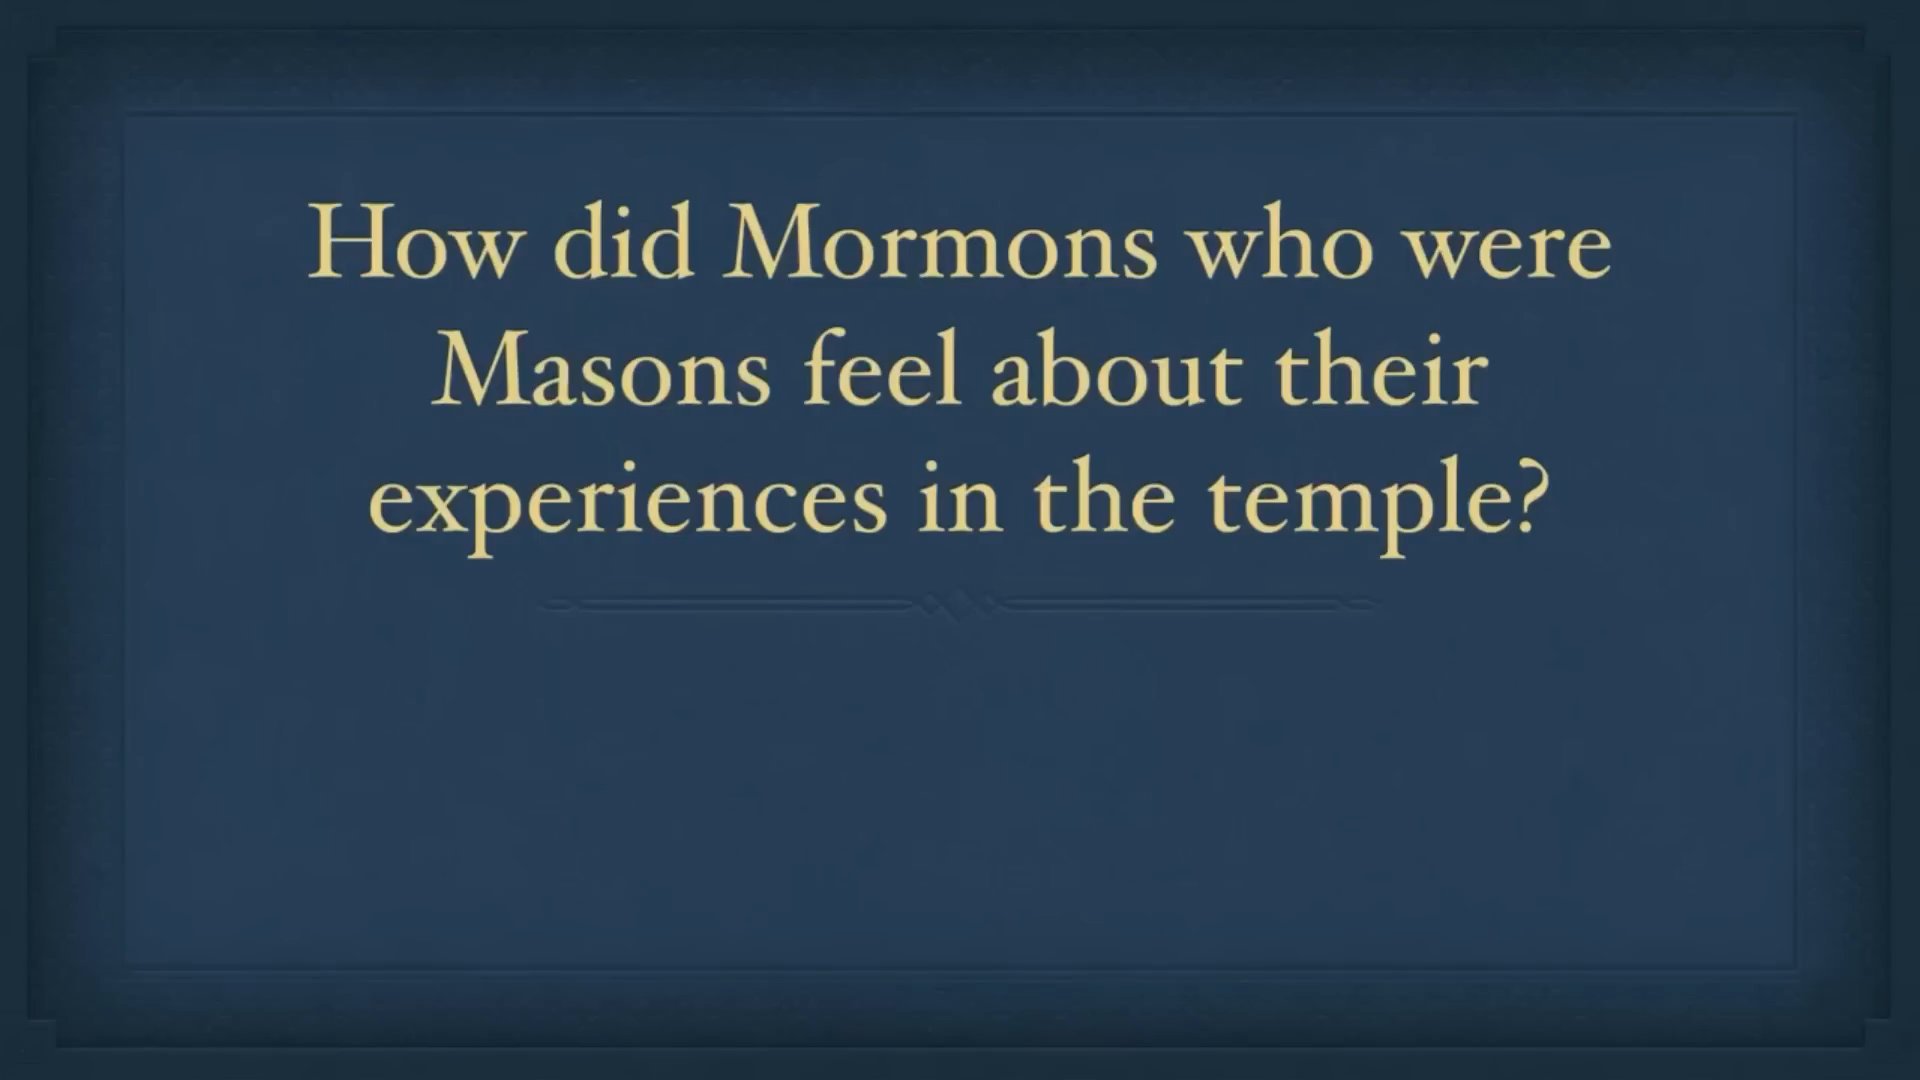 How did Mormons who were
Masons feel about their
experiences in the temple?